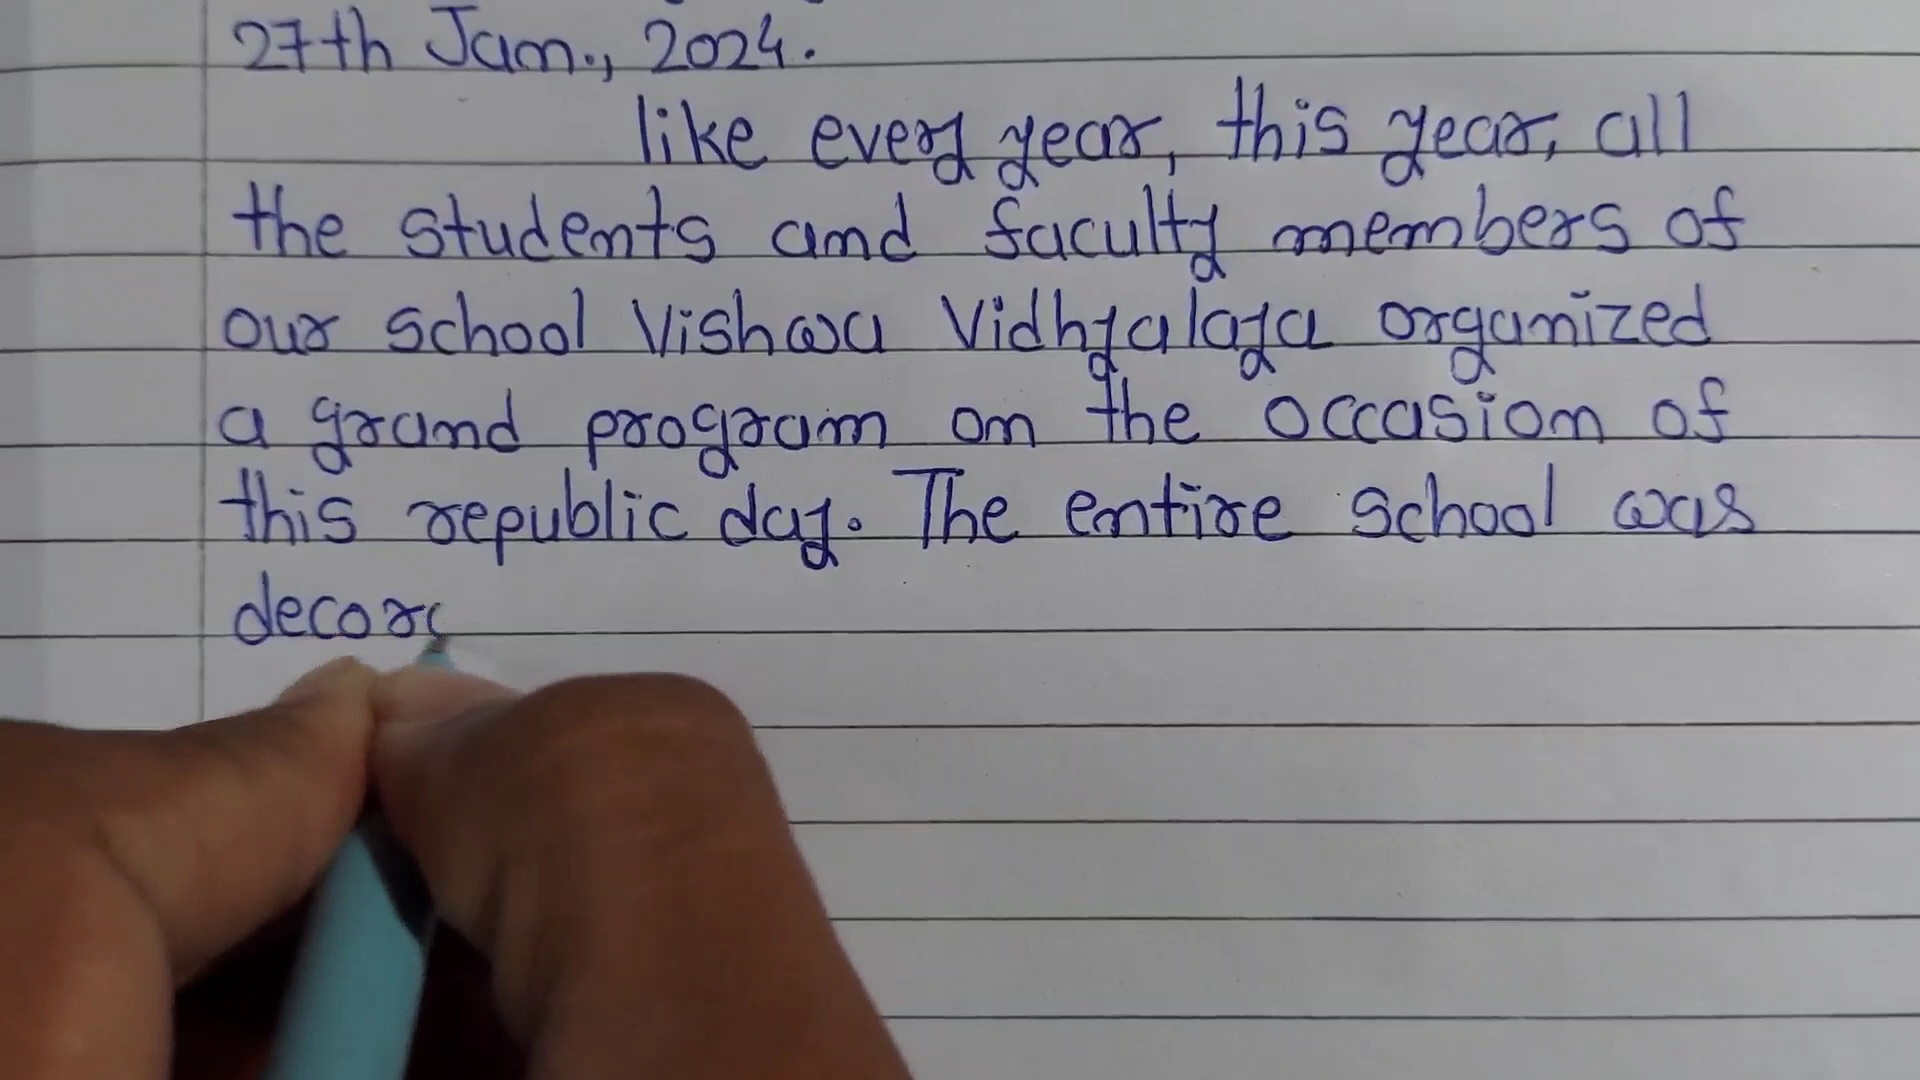 27th Jan., 2024.
like every year, this year, all
the students and faculty members of
our school Vishwa Vidhyalaya organized
a grand program on the occasion of
this republic day. The entire school was
decora